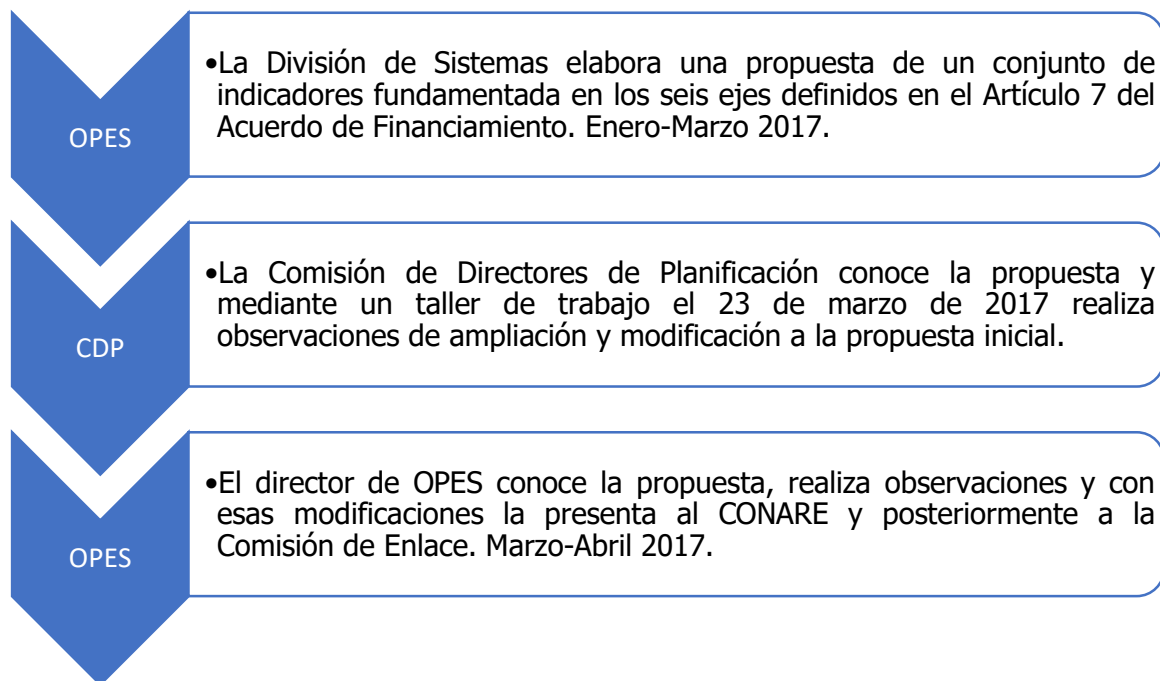 OPES
•La División de Sistemas elabora una propuesta de un conjunto de
indicadores fundamentada en los seis ejes definidos en el Artículo 7 del
Acuerdo de Financiamiento. Enero-Marzo 2017.
CDP
•La Comisión de Directores de Planificación conoce la propuesta y
mediante un taller de trabajo el 23 de marzo de 2017 realiza
observaciones de ampliación y modificación a la propuesta inicial.
OPES
•El director de OPES conoce la propuesta, realiza observaciones y con
esas modificaciones la presenta al CONARE y posteriormente a la
Comisión de Enlace. Marzo-Abril 2017.